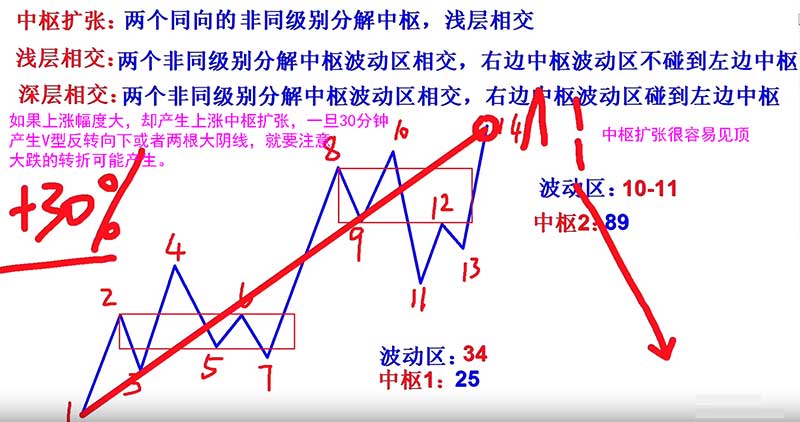 中枢扩张：两个同向的非同级别分解中枢，浅层相交
浅层相交：两个非同级别分解中枢波动区相交，右边中枢波动区不碰到左边中枢
深层相交：两个非同级别分解中枢波动区相交，右边中枢波动区碰到左边中枢
如果上涨幅度大，却产生上涨中枢扩张，一旦30分钟
产生V型反转向下或者两根大阴线，就要注意
大跌的转折可能产生。
中枢扩张很容易见顶
+30%
1
2
3
4
5
6
7
8
9
10
11
12
13
14
波动区：10-11
中枢2：89
波动区：34
中枢1：25